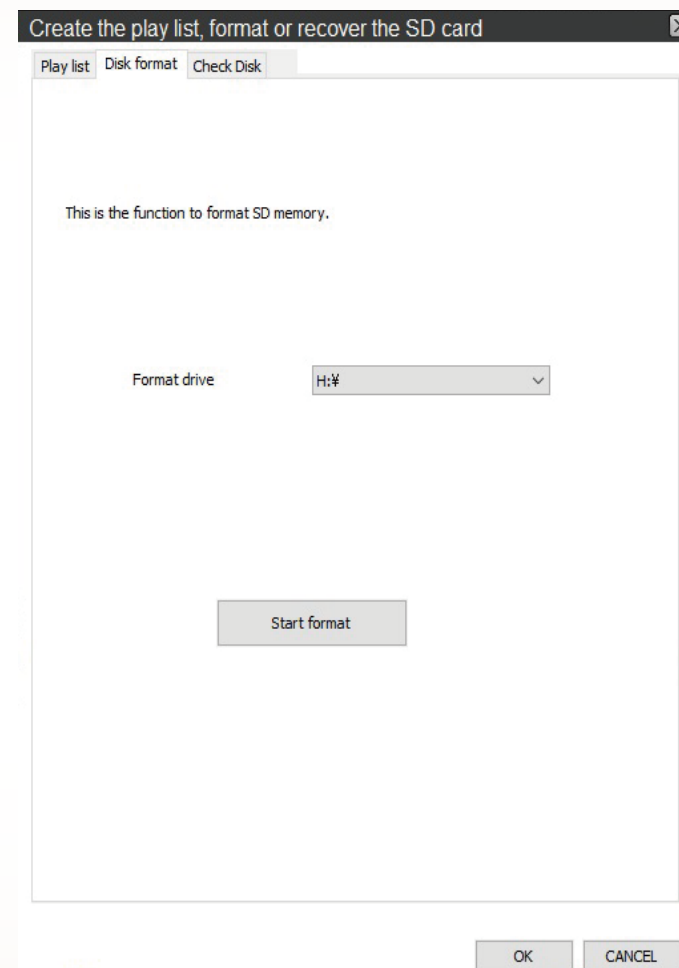 Create the play list, format or recover the SD card
Play list Disk format Check Disk
This is the function to format SD memory.
Format drive H:¥
Start format
OK CANCEL